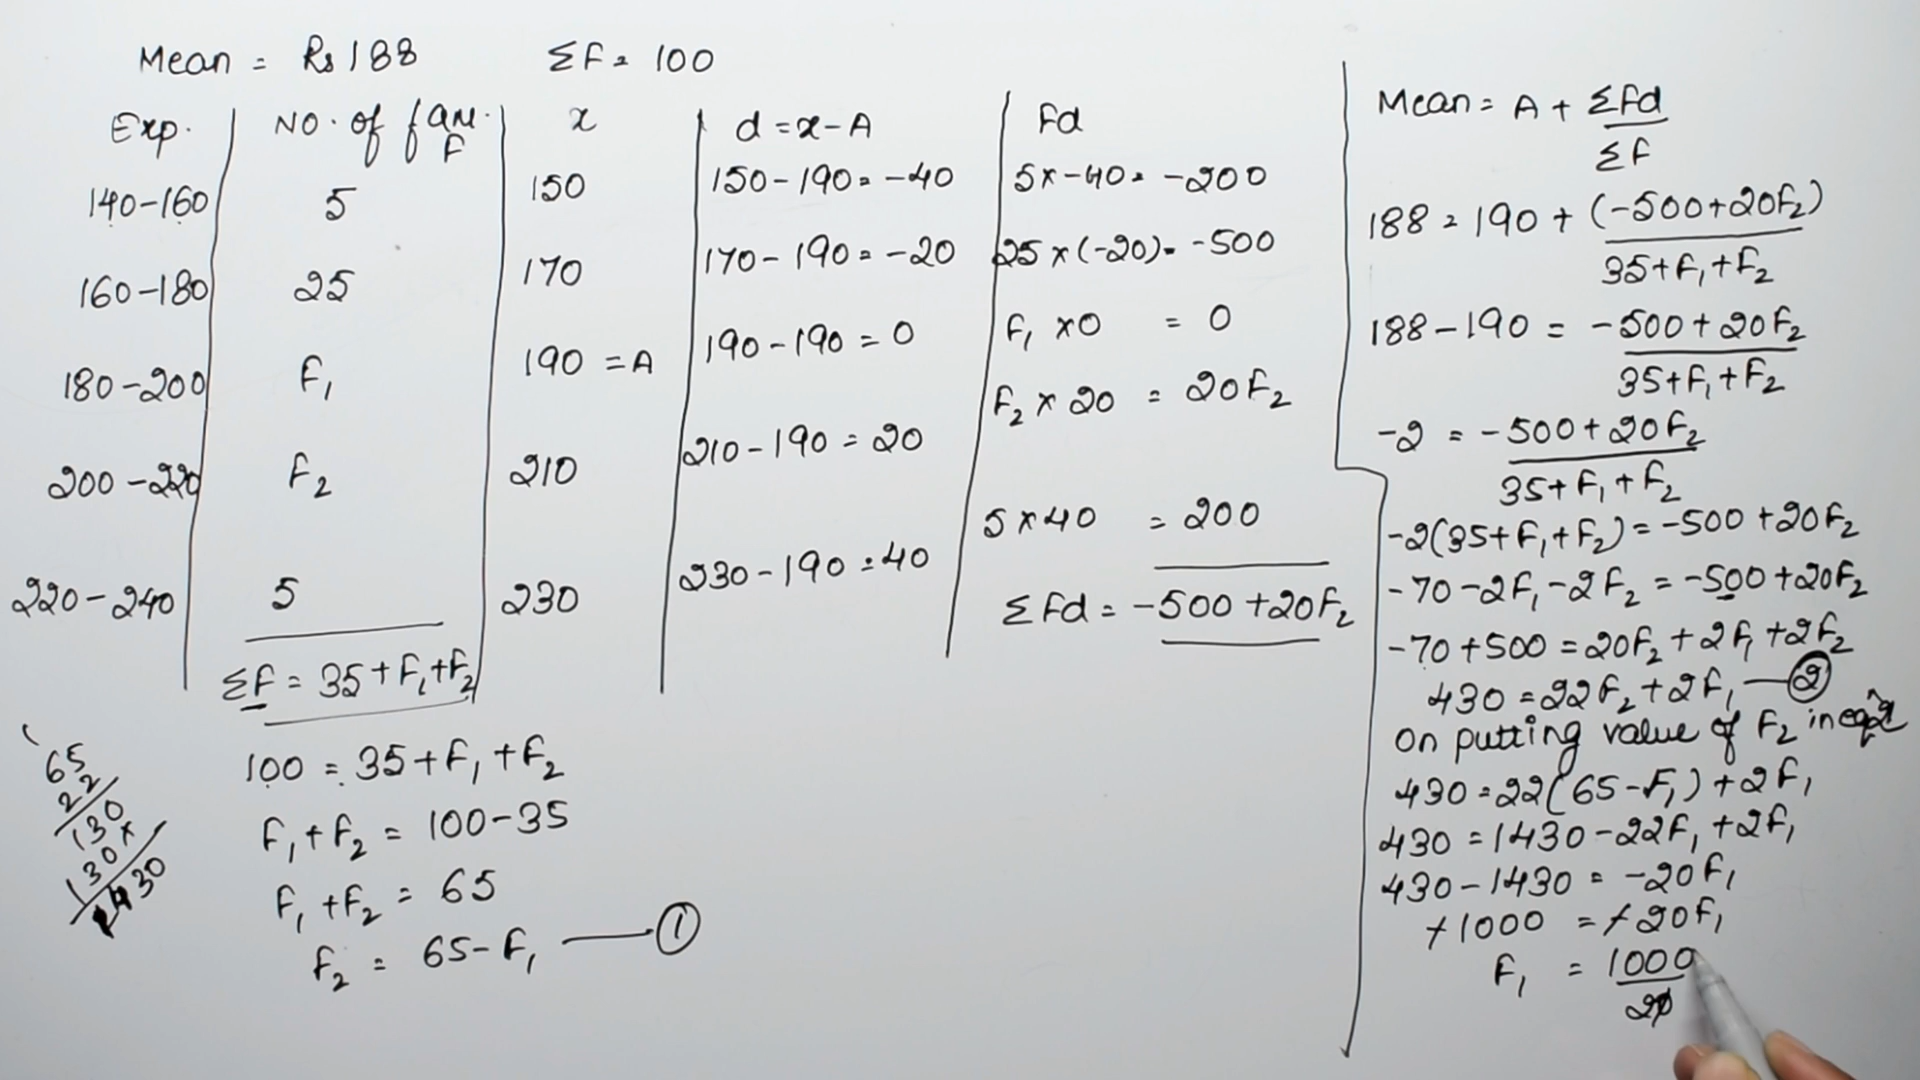 Mean = Rs 188 ΣF = 100
Exp. No. of fam. F x d = x - A Fd
140-160 5 150 150-190 = -40 5x-40 = -200
160-180 25 170 170-190 = -20 25x(-20) = -500
180-200 F₁ 190 = A 190-190 = 0 F₁ x0 = 0
200-220 F₂ 210 210-190 = 20 F₂ x 20 = 20F₂
220-240 5 230 230-190 = 40 5x40 = 200
ΣF = 35+F₁+F₂ ΣFd = -500+20F₂
100 = 35+F₁+F₂
F₁+F₂ = 100-35
F₁+F₂ = 65
F₂ = 65-F₁ — ①
65
22
130
130x
1430
Mean = A + ΣFd/ΣF
188 = 190 + (-500+20F₂)/35+F₁+F₂
188-190 = -500+20F₂/35+F₁+F₂
-2 = -500+20F₂/35+F₁+F₂
-2(35+F₁+F₂) = -500+20F₂
-70-2F₁-2F₂ = -500+20F₂
-70+500 = 20F₂+2F₁+2F₂
430 = 22F₂+2F₁ — ②
On putting value of F₂ in eqⁿ 2
430 = 22(65-F₁)+2F₁
430 = 1430-22F₁+2F₁
430-1430 = -20F₁
-1000 = -20F₁
F₁ = 1000/20